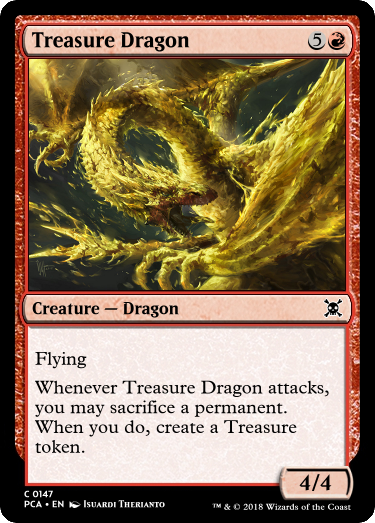 Treasure Dragon 5
Creature — Dragon
Flying
Whenever Treasure Dragon attacks,
you may sacrifice a permanent.
When you do, create a Treasure
token.
4/4
C 0147
PCA • EN Isuardi Therianto
™ & © 2018 Wizards of the Coast